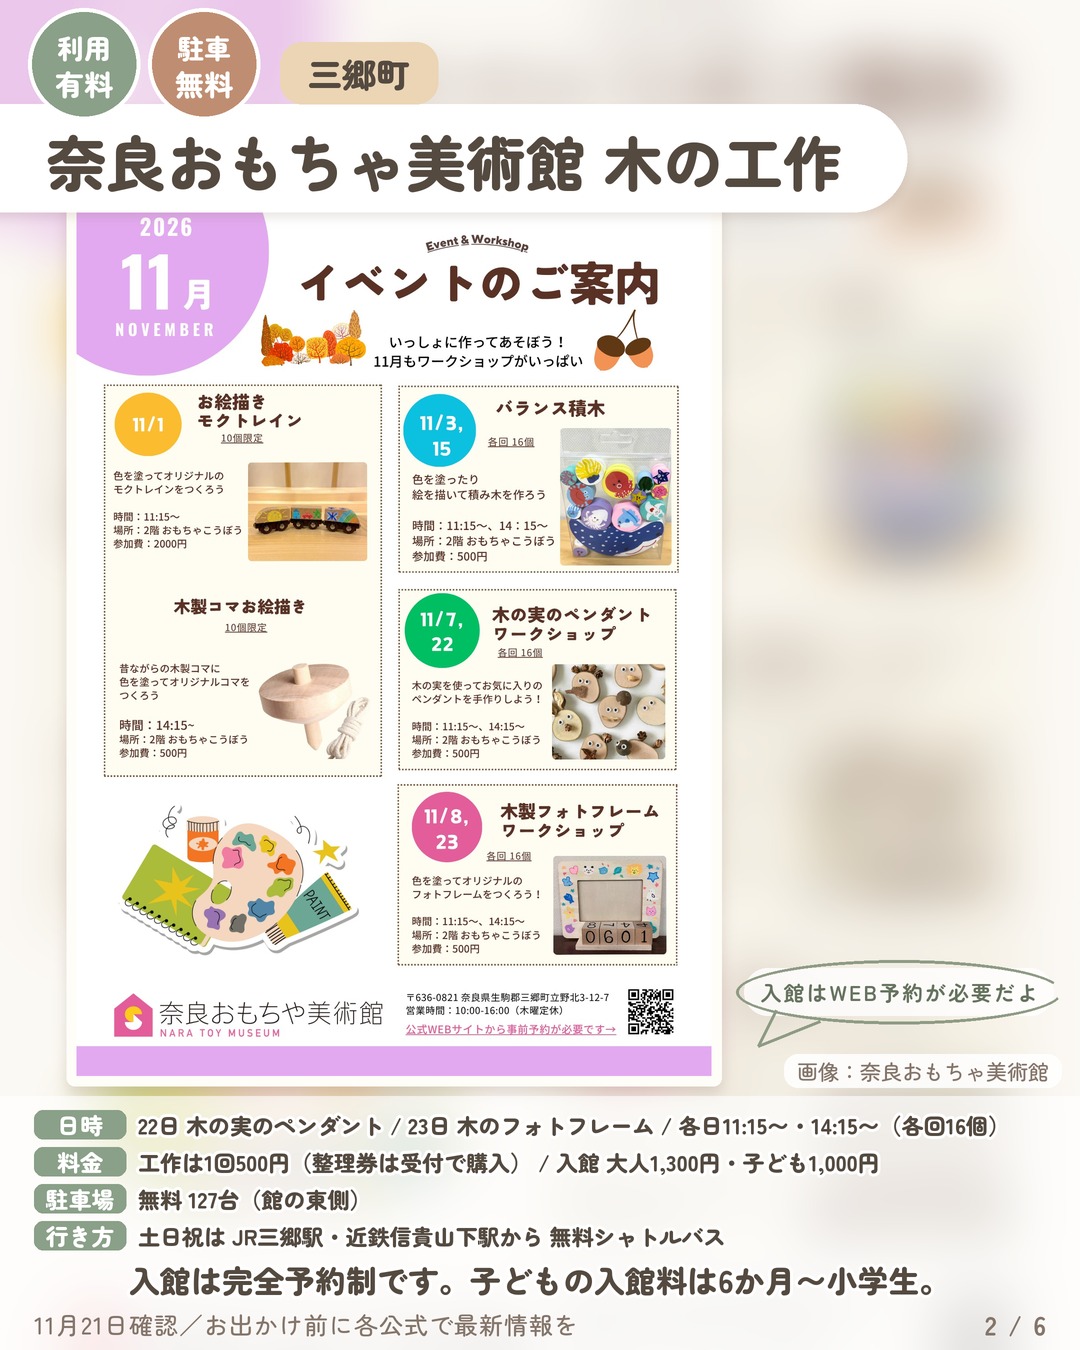 利用
有料
駐車
無料
三郷町
奈良おもちゃ美術館 木の工作
2026
11月
NOVEMBER
Event & Workshop
イベントのご案内
いっしょに作ってあそぼう！
11月もワークショップがいっぱい
11/1
お絵描き
モクトレイン
10個限定
色を塗ってオリジナルの
モクトレインをつくろう
時間：11:15～
場所：2階 おもちゃこうぼう
参加費：2000円
木製コマお絵描き
10個限定
昔ながらの木製コマに
色を塗ってオリジナルコマを
つくろう
時間：14:15~
場所：2階 おもちゃこうぼう
参加費：500円
11/3,
15
バランス積木
各回 16個
色を塗ったり
絵を描いて積み木を作ろう
時間：11:15～、14：15～
場所：2階 おもちゃこうぼう
参加費：500円
11/7,
22
木の実のペンダント
ワークショップ
各回 16個
木の実を使ってお気に入りの
ペンダントを手作りしよう！
時間：11:15～、14:15～
場所：2階 おもちゃこうぼう
参加費：500円
11/8,
23
木製フォトフレーム
ワークショップ
各回 16個
色を塗ってオリジナルの
フォトフレームをつくろう！
時間：11:15～、14:15～
場所：2階 おもちゃこうぼう
参加費：500円
0601
PAINT
奈良おもちゃ美術館
NARA TOY MUSEUM
〒636-0821 奈良県生駒郡三郷町立野北3-12-7
営業時間：10:00-16:00（木曜定休）
公式WEBサイトから事前予約が必要です→
入館はWEB予約が必要だよ
画像：奈良おもちゃ美術館
日時 22日 木の実のペンダント / 23日 木のフォトフレーム / 各日11:15～・14:15～（各回16個）
料金 工作は1回500円（整理券は受付で購入） / 入館 大人1,300円・子ども1,000円
駐車場 無料 127台（館の東側）
行き方 土日祝は JR三郷駅・近鉄信貴山下駅から 無料シャトルバス
入館は完全予約制です。子どもの入館料は6か月～小学生。
11月21日確認／お出かけ前に各公式で最新情報を
2 / 6